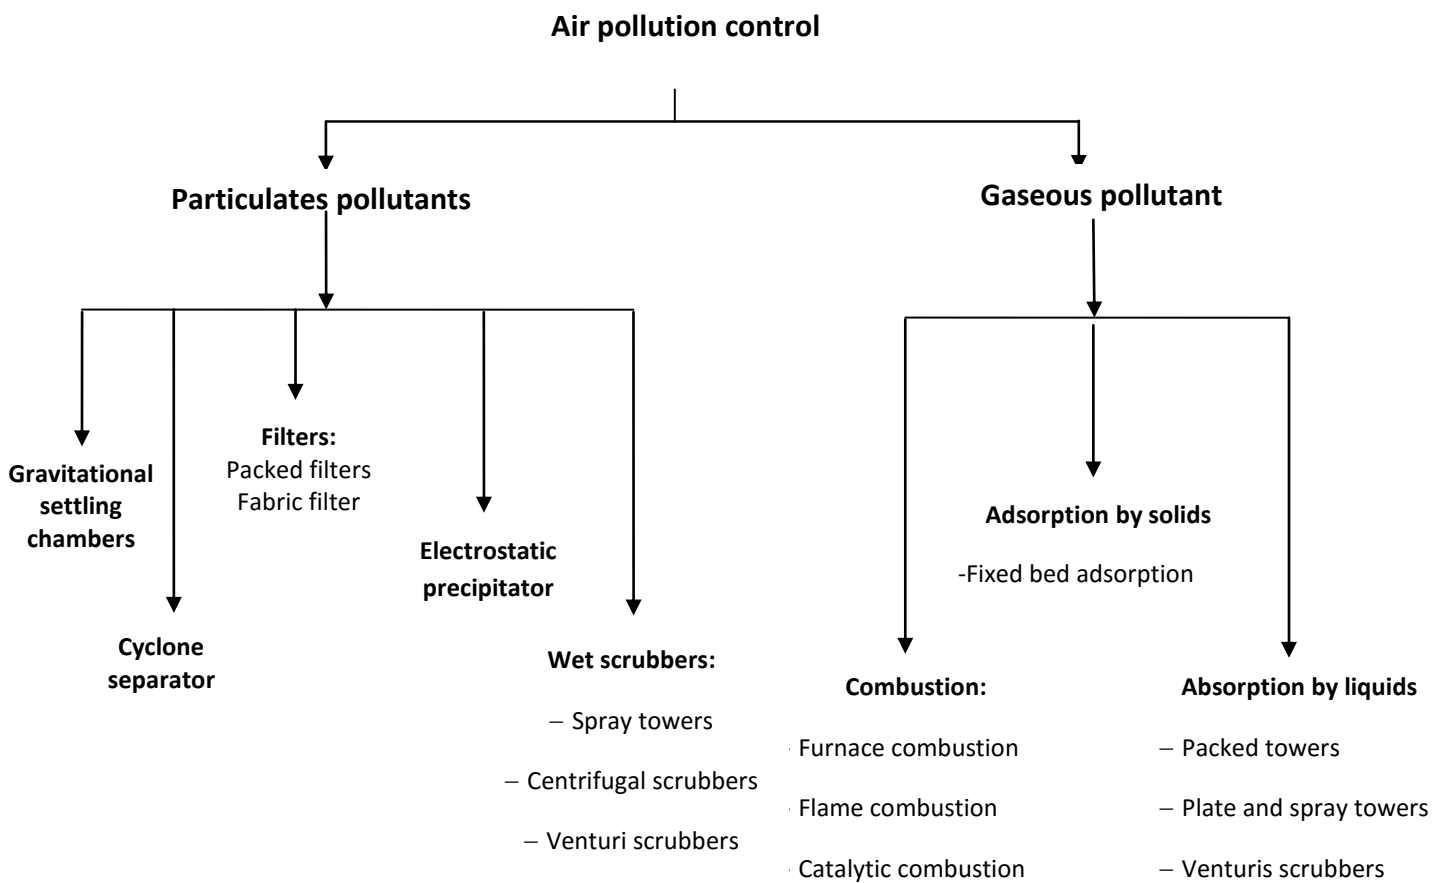 Air pollution control
Particulates pollutants
Gaseous pollutant
Gravitational
settling
chambers
Cyclone
separator
Filters:
Packed filters
Fabric filter
Electrostatic
precipitator
Wet scrubbers:
– Spray towers
– Centrifugal scrubbers
– Venturi scrubbers
Combustion:
· Furnace combustion
· Flame combustion
· Catalytic combustion
Adsorption by solids
-Fixed bed adsorption
Absorption by liquids
– Packed towers
– Plate and spray towers
– Venturis scrubbers